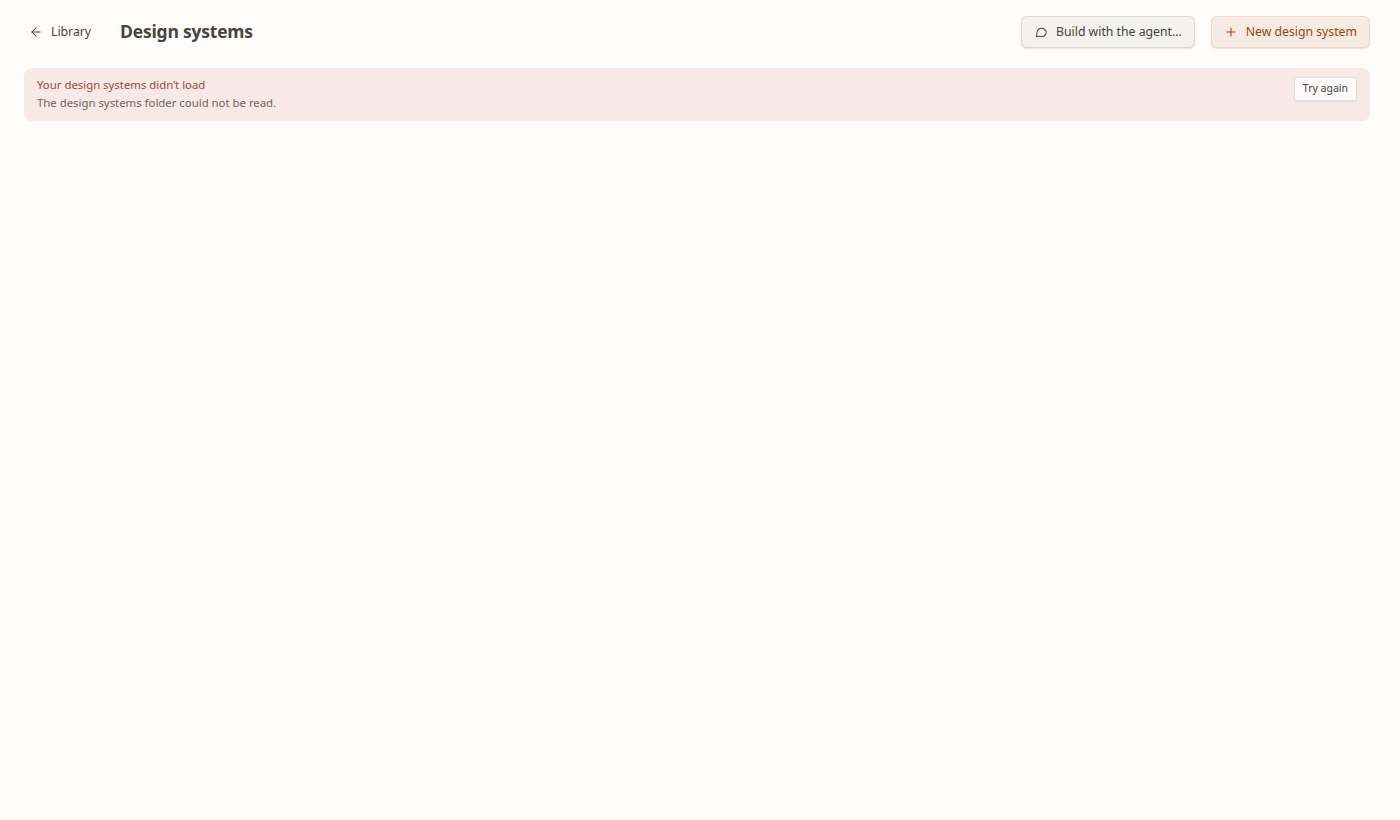 Library
Design systems
Build with the agent...
New design system
Your design systems didn't load
The design systems folder could not be read.
Try again